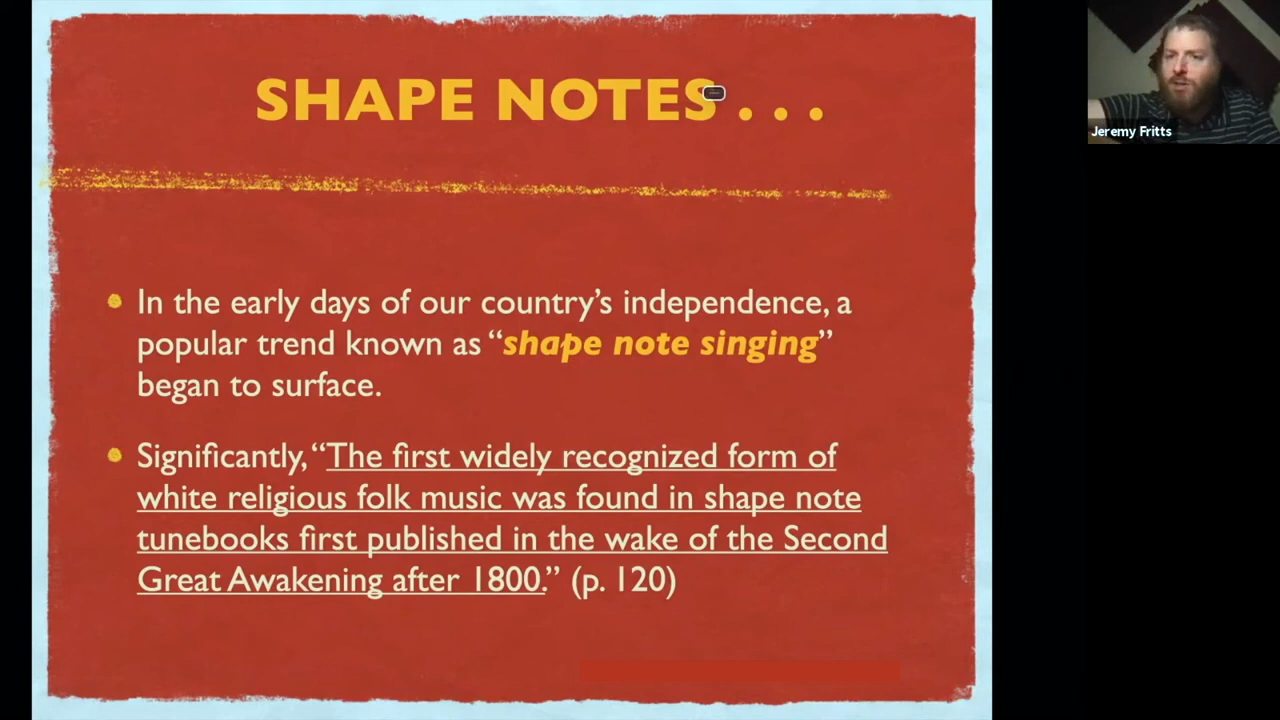 SHAPE NOTES . . .
Jeremy Fritts
In the early days of our country’s independence, a
popular trend known as “shape note singing”
began to surface.
Significantly, “The first widely recognized form of
white religious folk music was found in shape note
tunebooks first published in the wake of the Second
Great Awakening after 1800.” (p. 120)